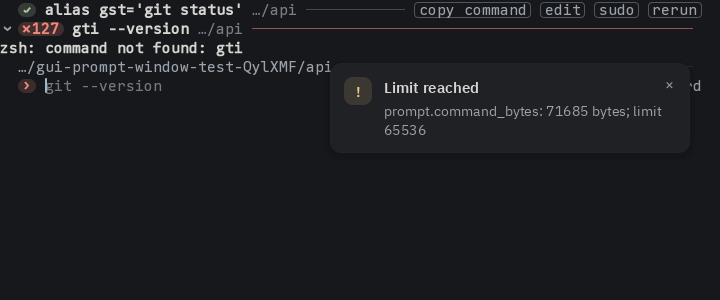 ✓ alias gst='git status' …/api copy command edit sudo rerun
×127 gti --version …/api
zsh: command not found: gti
…/gui-prompt-window-test-QylXMF/api
git --version
! Limit reached ×
prompt.command_bytes: 71685 bytes; limit
65536